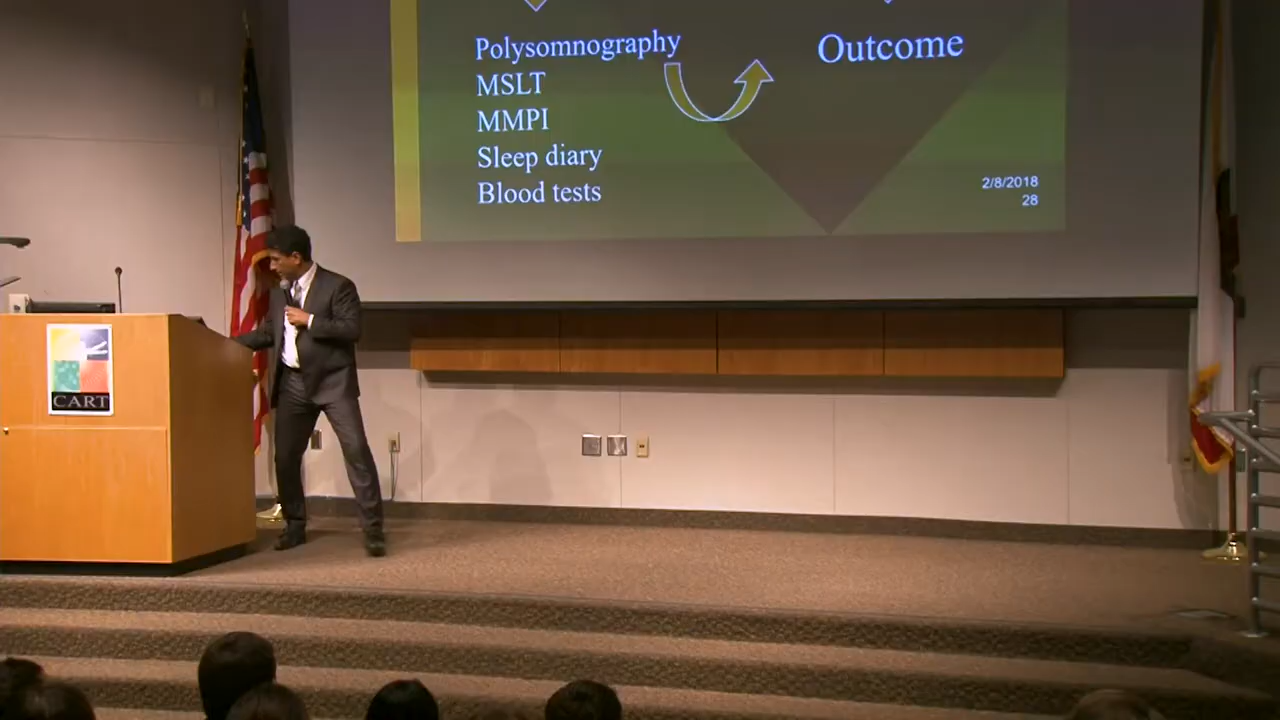 Polysomnography
Outcome
MSLT
MMPI
Sleep diary
Blood tests
2/8/2018
28
CART